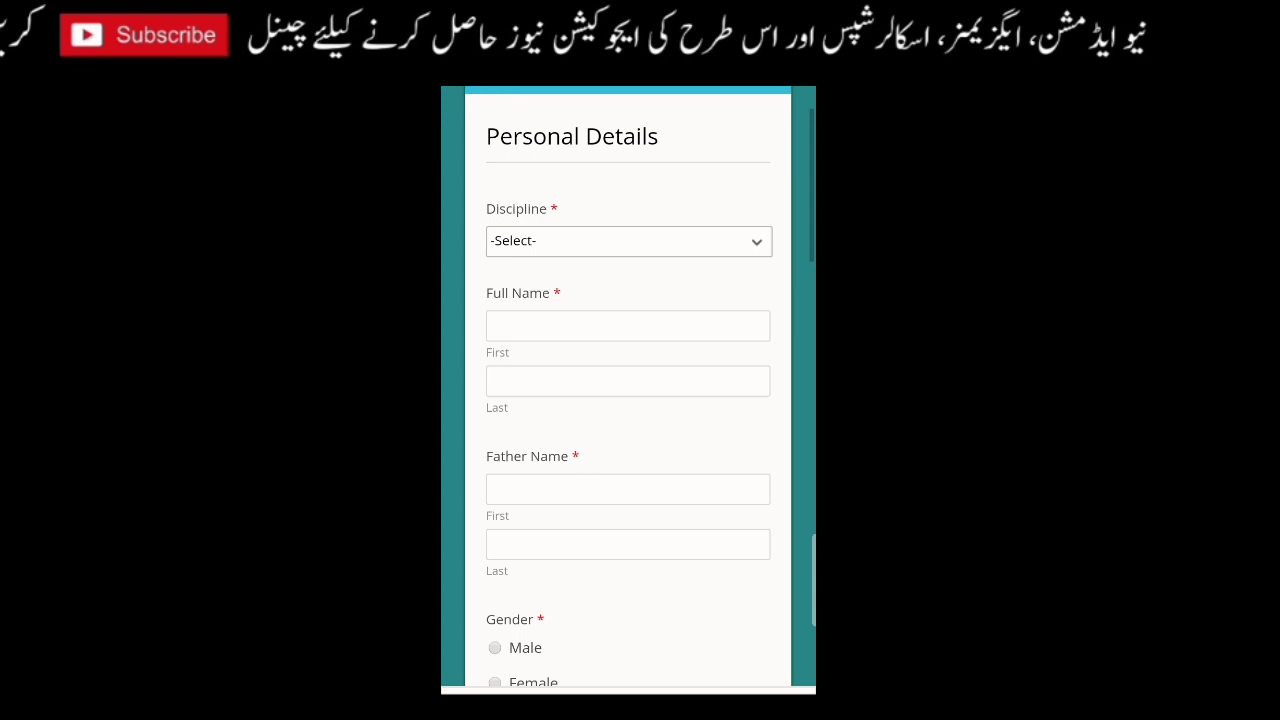 نیو ایڈمشن، ایگزیمنز، اسکالرشپس اور اس طرح کی ایجوکیشن نیوز حاصل کرنے کیلئے چینل Subscribe
Personal Details
Discipline *
-Select-
Full Name *
First
Last
Father Name *
First
Last
Gender *
Male
Female